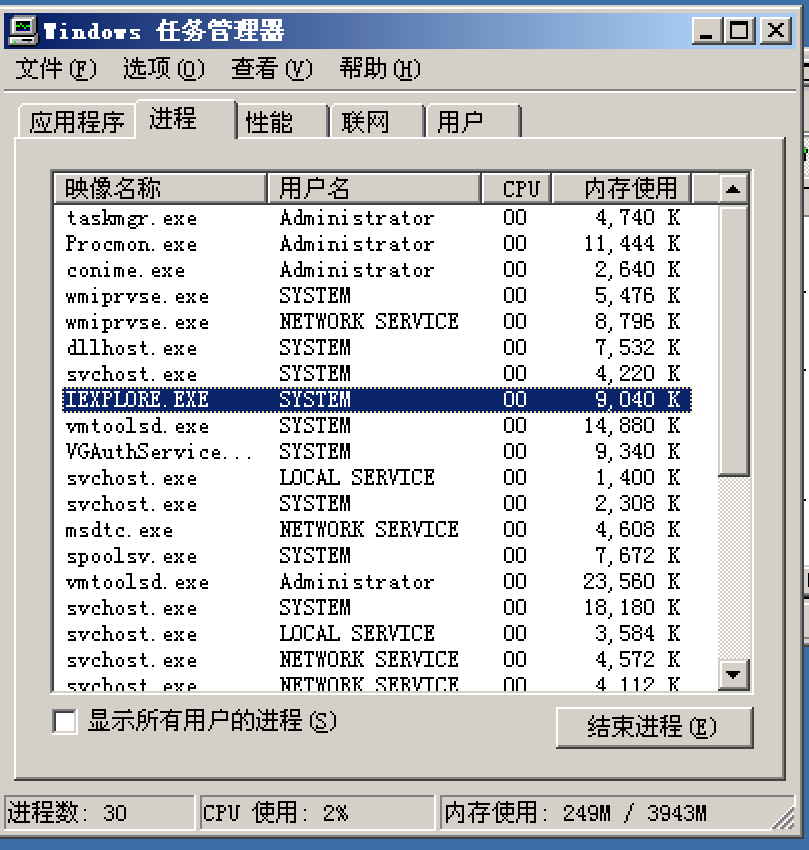 Windows 任务管理器
文件(F) 选项(O) 查看(V) 帮助(H)
应用程序 进程 性能 联网 用户
映像名称 用户名 CPU 内存使用
taskmgr.exe Administrator 00 4,740 K
Procmon.exe Administrator 00 11,444 K
conime.exe Administrator 00 2,640 K
wmiprvse.exe SYSTEM 00 5,476 K
wmiprvse.exe NETWORK SERVICE 00 8,796 K
dllhost.exe SYSTEM 00 7,532 K
svchost.exe SYSTEM 00 4,220 K
IEXPLORE.EXE SYSTEM 00 9,040 K
vmtoolsd.exe SYSTEM 00 14,880 K
VGAuthService... SYSTEM 00 9,340 K
svchost.exe LOCAL SERVICE 00 1,400 K
svchost.exe SYSTEM 00 2,308 K
msdtc.exe NETWORK SERVICE 00 4,608 K
spoolsv.exe SYSTEM 00 7,672 K
vmtoolsd.exe Administrator 00 23,560 K
svchost.exe SYSTEM 00 18,180 K
svchost.exe LOCAL SERVICE 00 3,584 K
svchost.exe NETWORK SERVICE 00 4,572 K
svchost.exe NETWORK SERVICE 00 4,112 K
显示所有用户的进程(S) 结束进程(E)
进程数: 30 CPU 使用: 2% 内存使用: 249M / 3943M